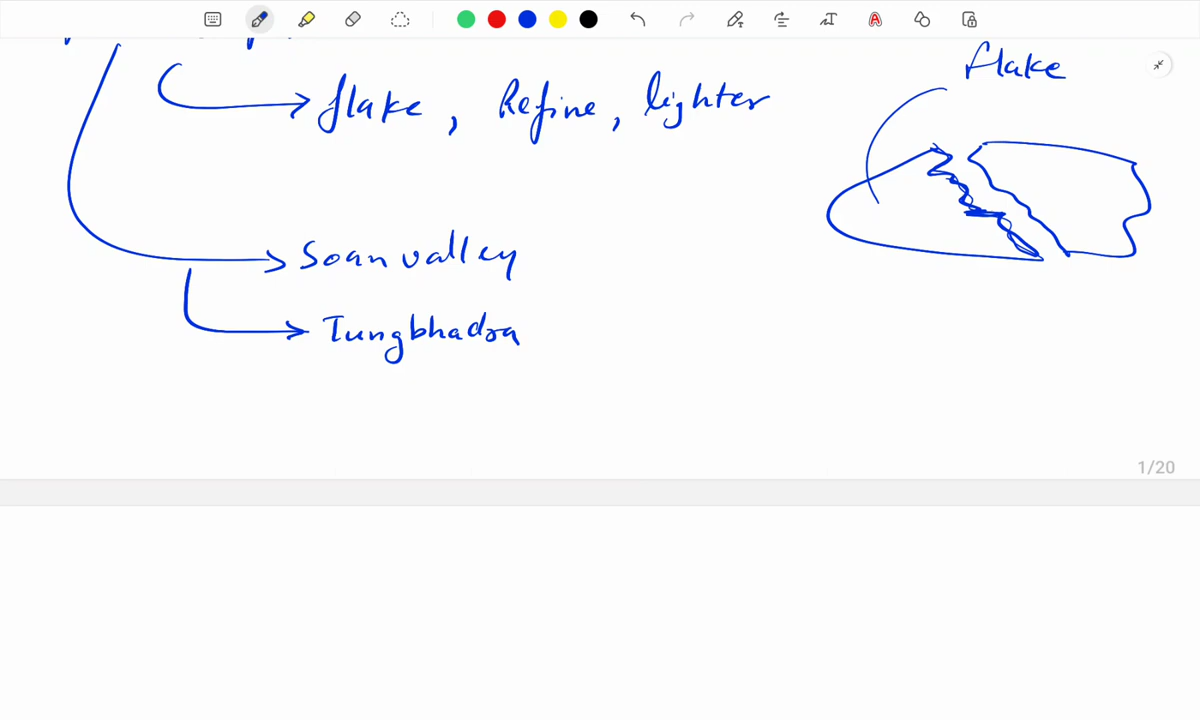 flake
flake, Refine, lighter
Soan valley
Tungbhadra
1/20